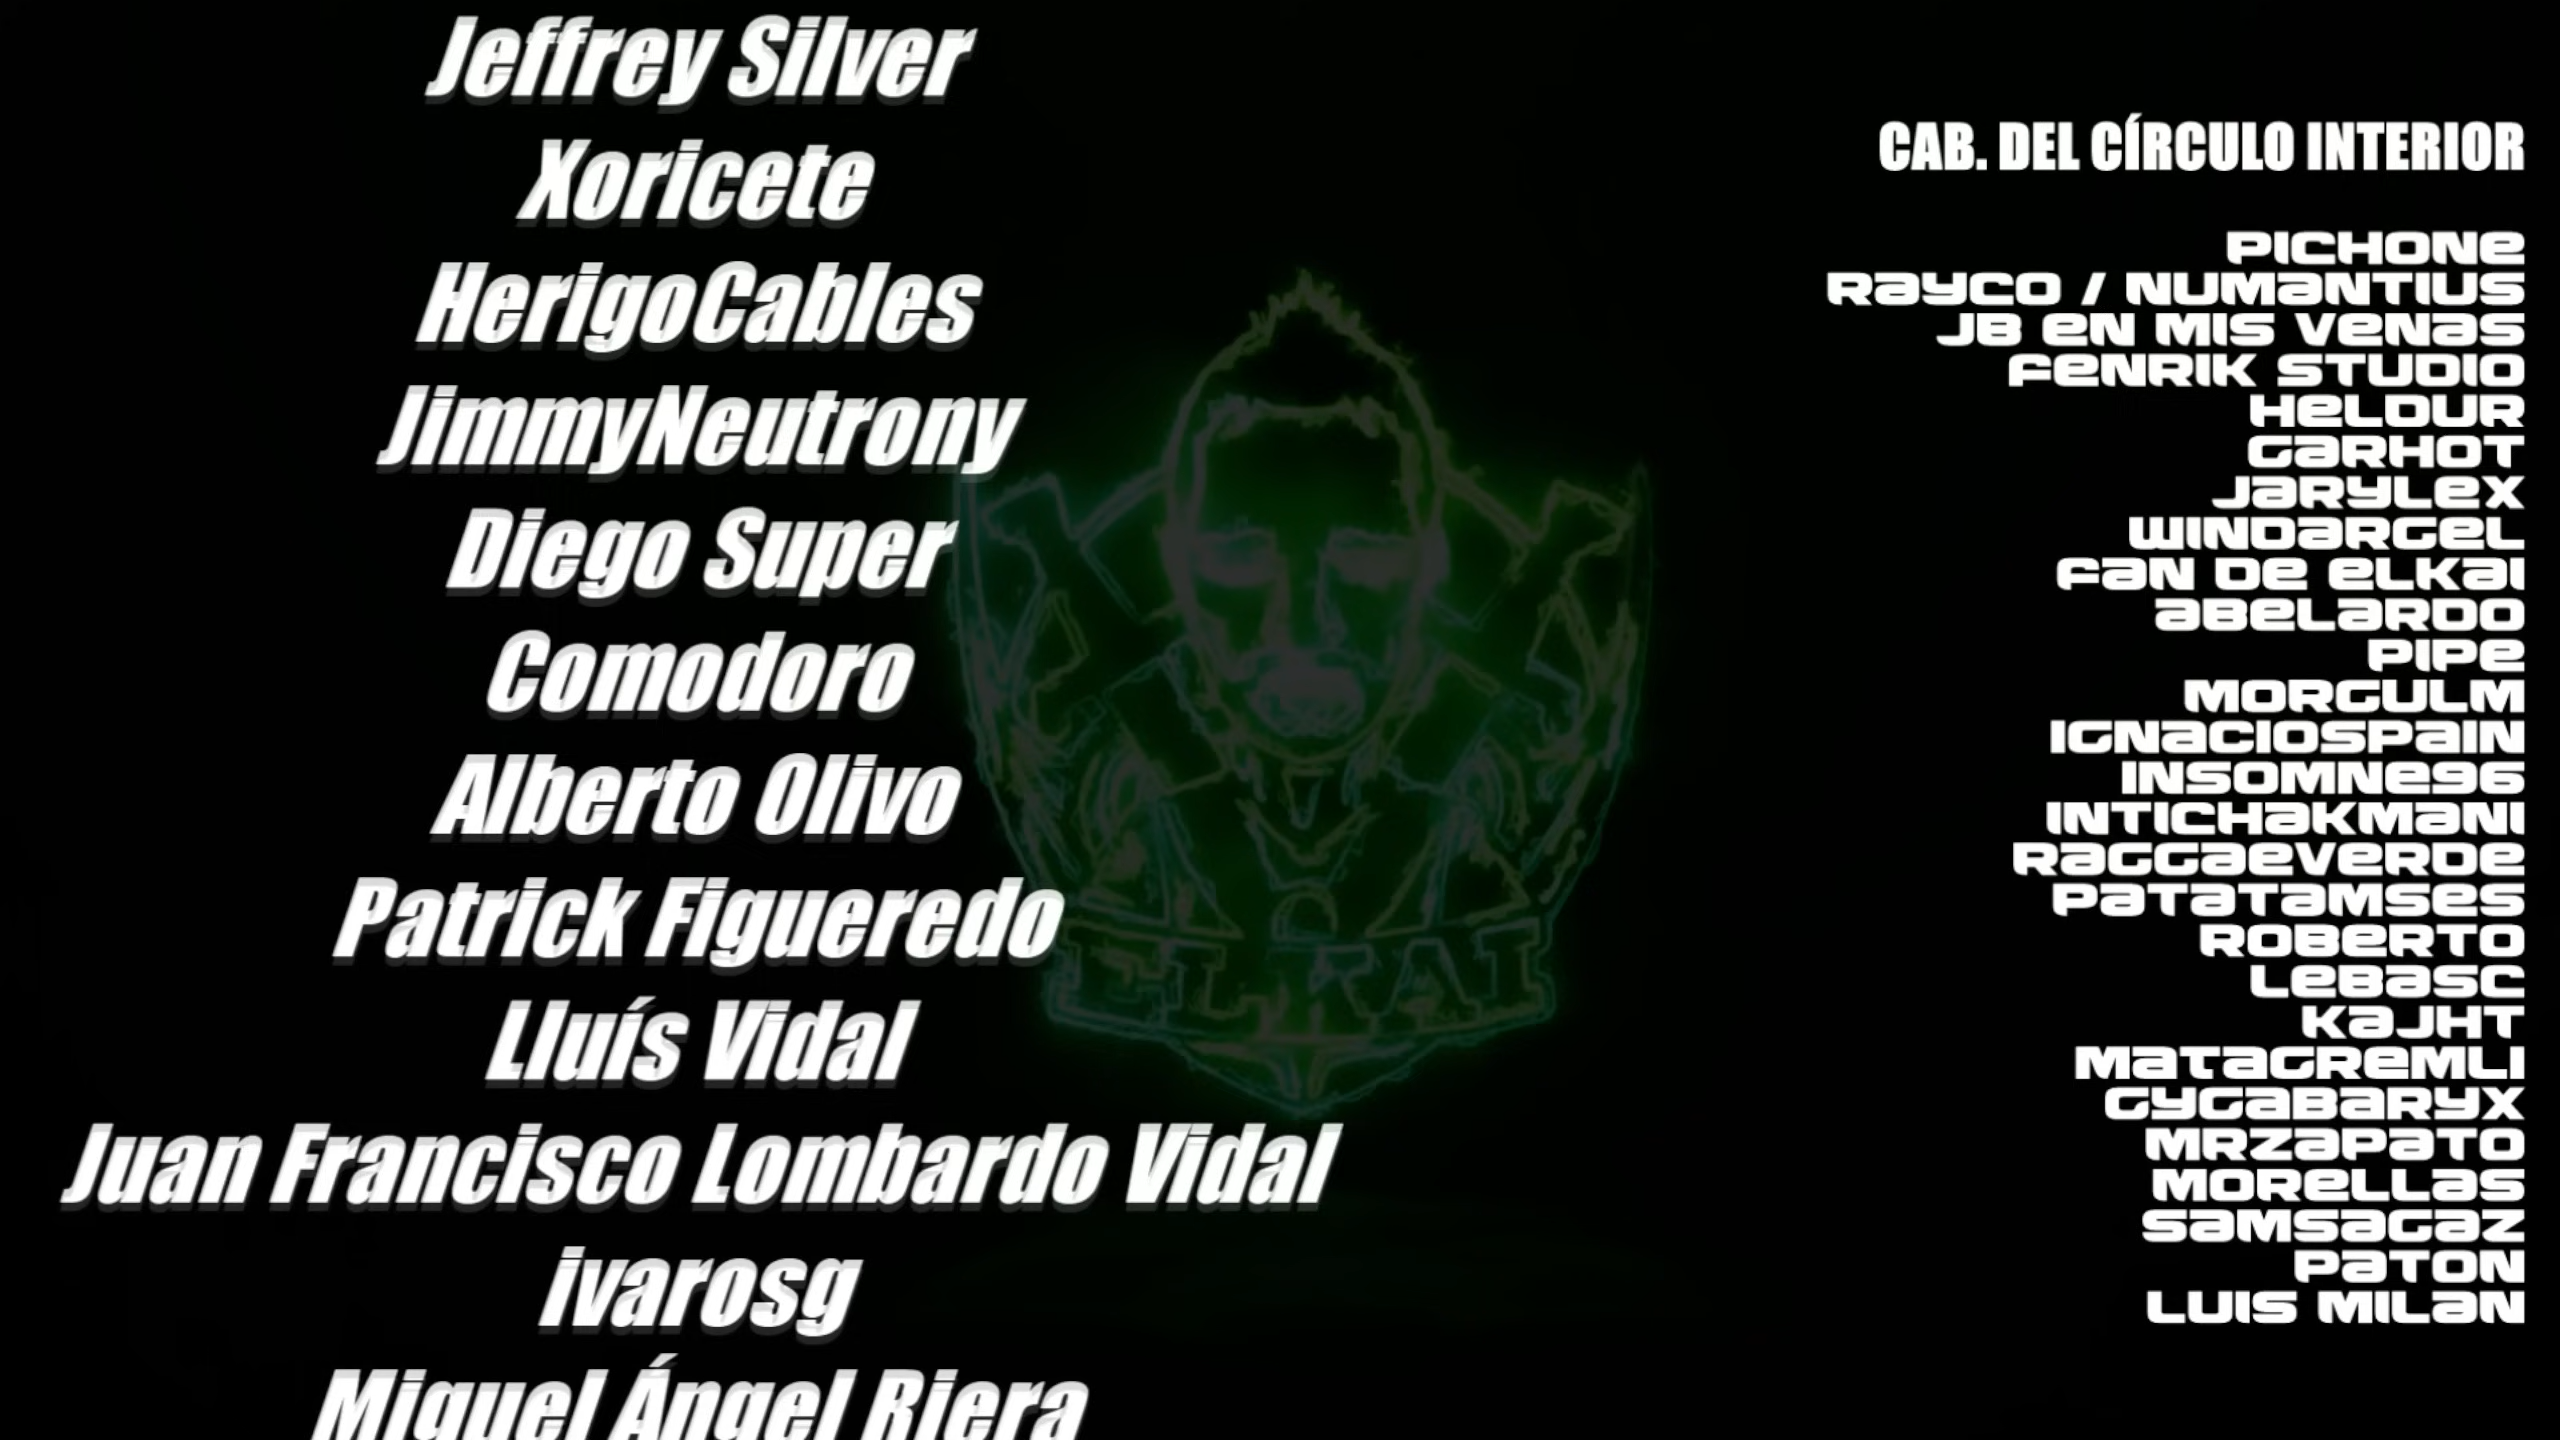 Jeffrey Silver
Xoricete
HerigoCables
JimmyNeutrony
Diego Super
Comodoro
Alberto Olivo
Patrick Figueredo
Lluís Vidal
Juan Francisco Lombardo Vidal
ivarosg
Miguel Ángel Riera
ELKAI
CAB. DEL CÍRCULO INTERIOR
PICHONe
RaYCO / NUMaNTIUS
JB eN MIS VeNaS
FeNRIK STUDIO
HeLDUR
GaRHOT
JaRYLeX
WINDaRGeL
FaN De eLKaI
aBeLaRDO
PIPe
MORGULM
IGNaCIOSPaIN
INSOMNe96
INTICHaKMaNI
RaGGaeVeRDe
PaTaTaMSeS
ROBeRTO
LeBaSC
KaJHT
MaTaGReMLI
GYGaBaRYX
MRZaPaTO
MOReLLaS
SaMSaGaZ
PaTON
LUIS MILaN